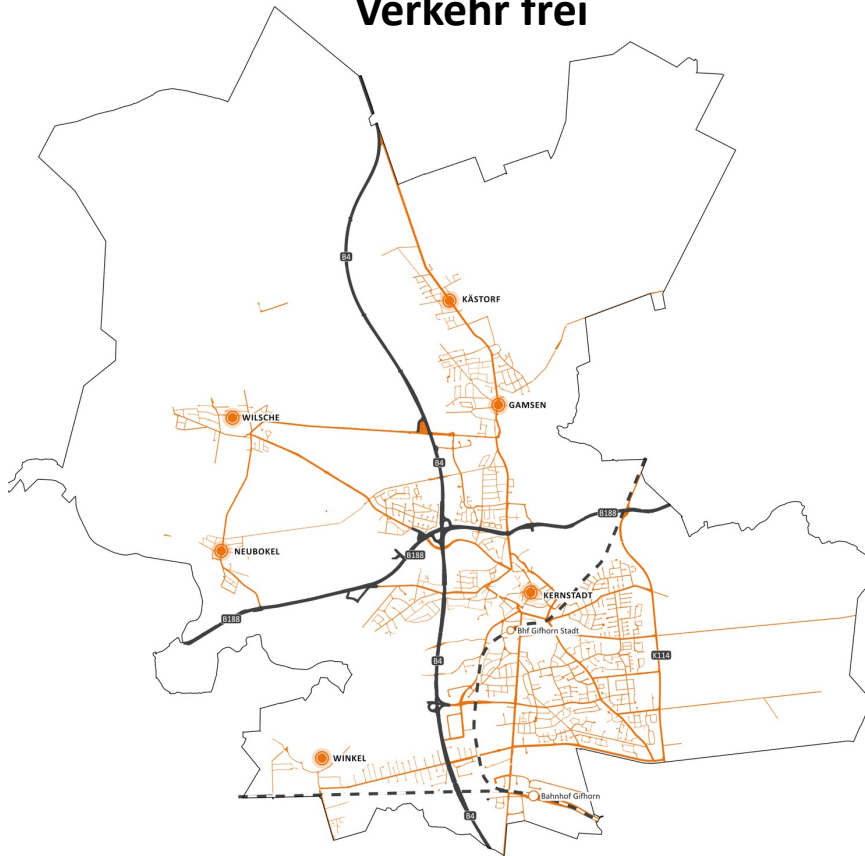 Verkehr frei
B4
KÄSTORF
GAMSEN
WILSCHE
B4
B188
NEUBOKEL
B188
KERNSTADT
B188
Bhf Gifhorn Stadt
B4
K114
WINKEL
Bahnhof Gifhorn
B4